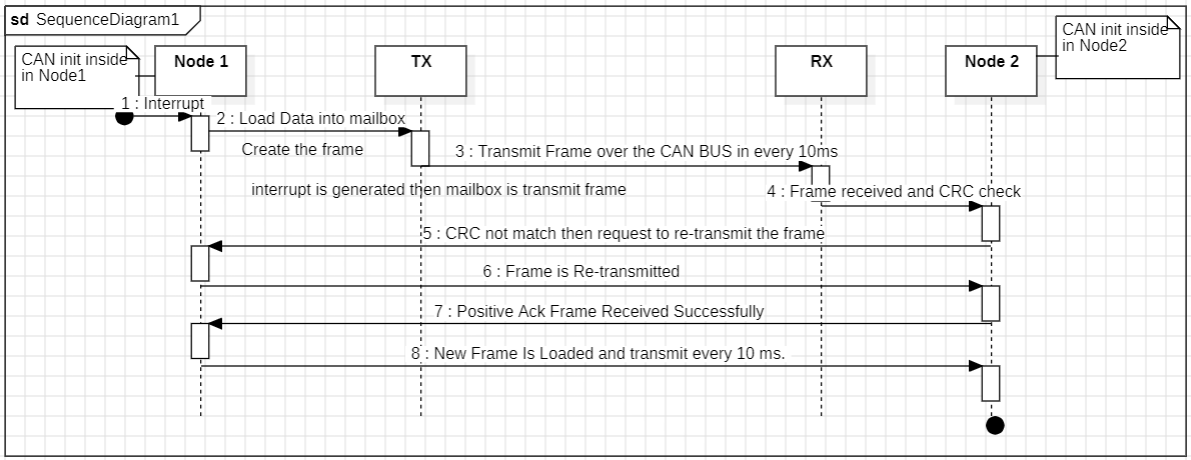 sd SequenceDiagram1
CAN init inside
in Node1
Node 1
TX
RX
Node 2
CAN init inside
in Node2
1 : Interrupt
2 : Load Data into mailbox
Create the frame
3 : Transmit Frame over the CAN BUS in every 10ms
interrupt is generated then mailbox is transmit frame
4 : Frame received and CRC check
5 : CRC not match then request to re-transmit the frame
6 : Frame is Re-transmitted
7 : Positive Ack Frame Received Successfully
8 : New Frame Is Loaded and transmit every 10 ms.